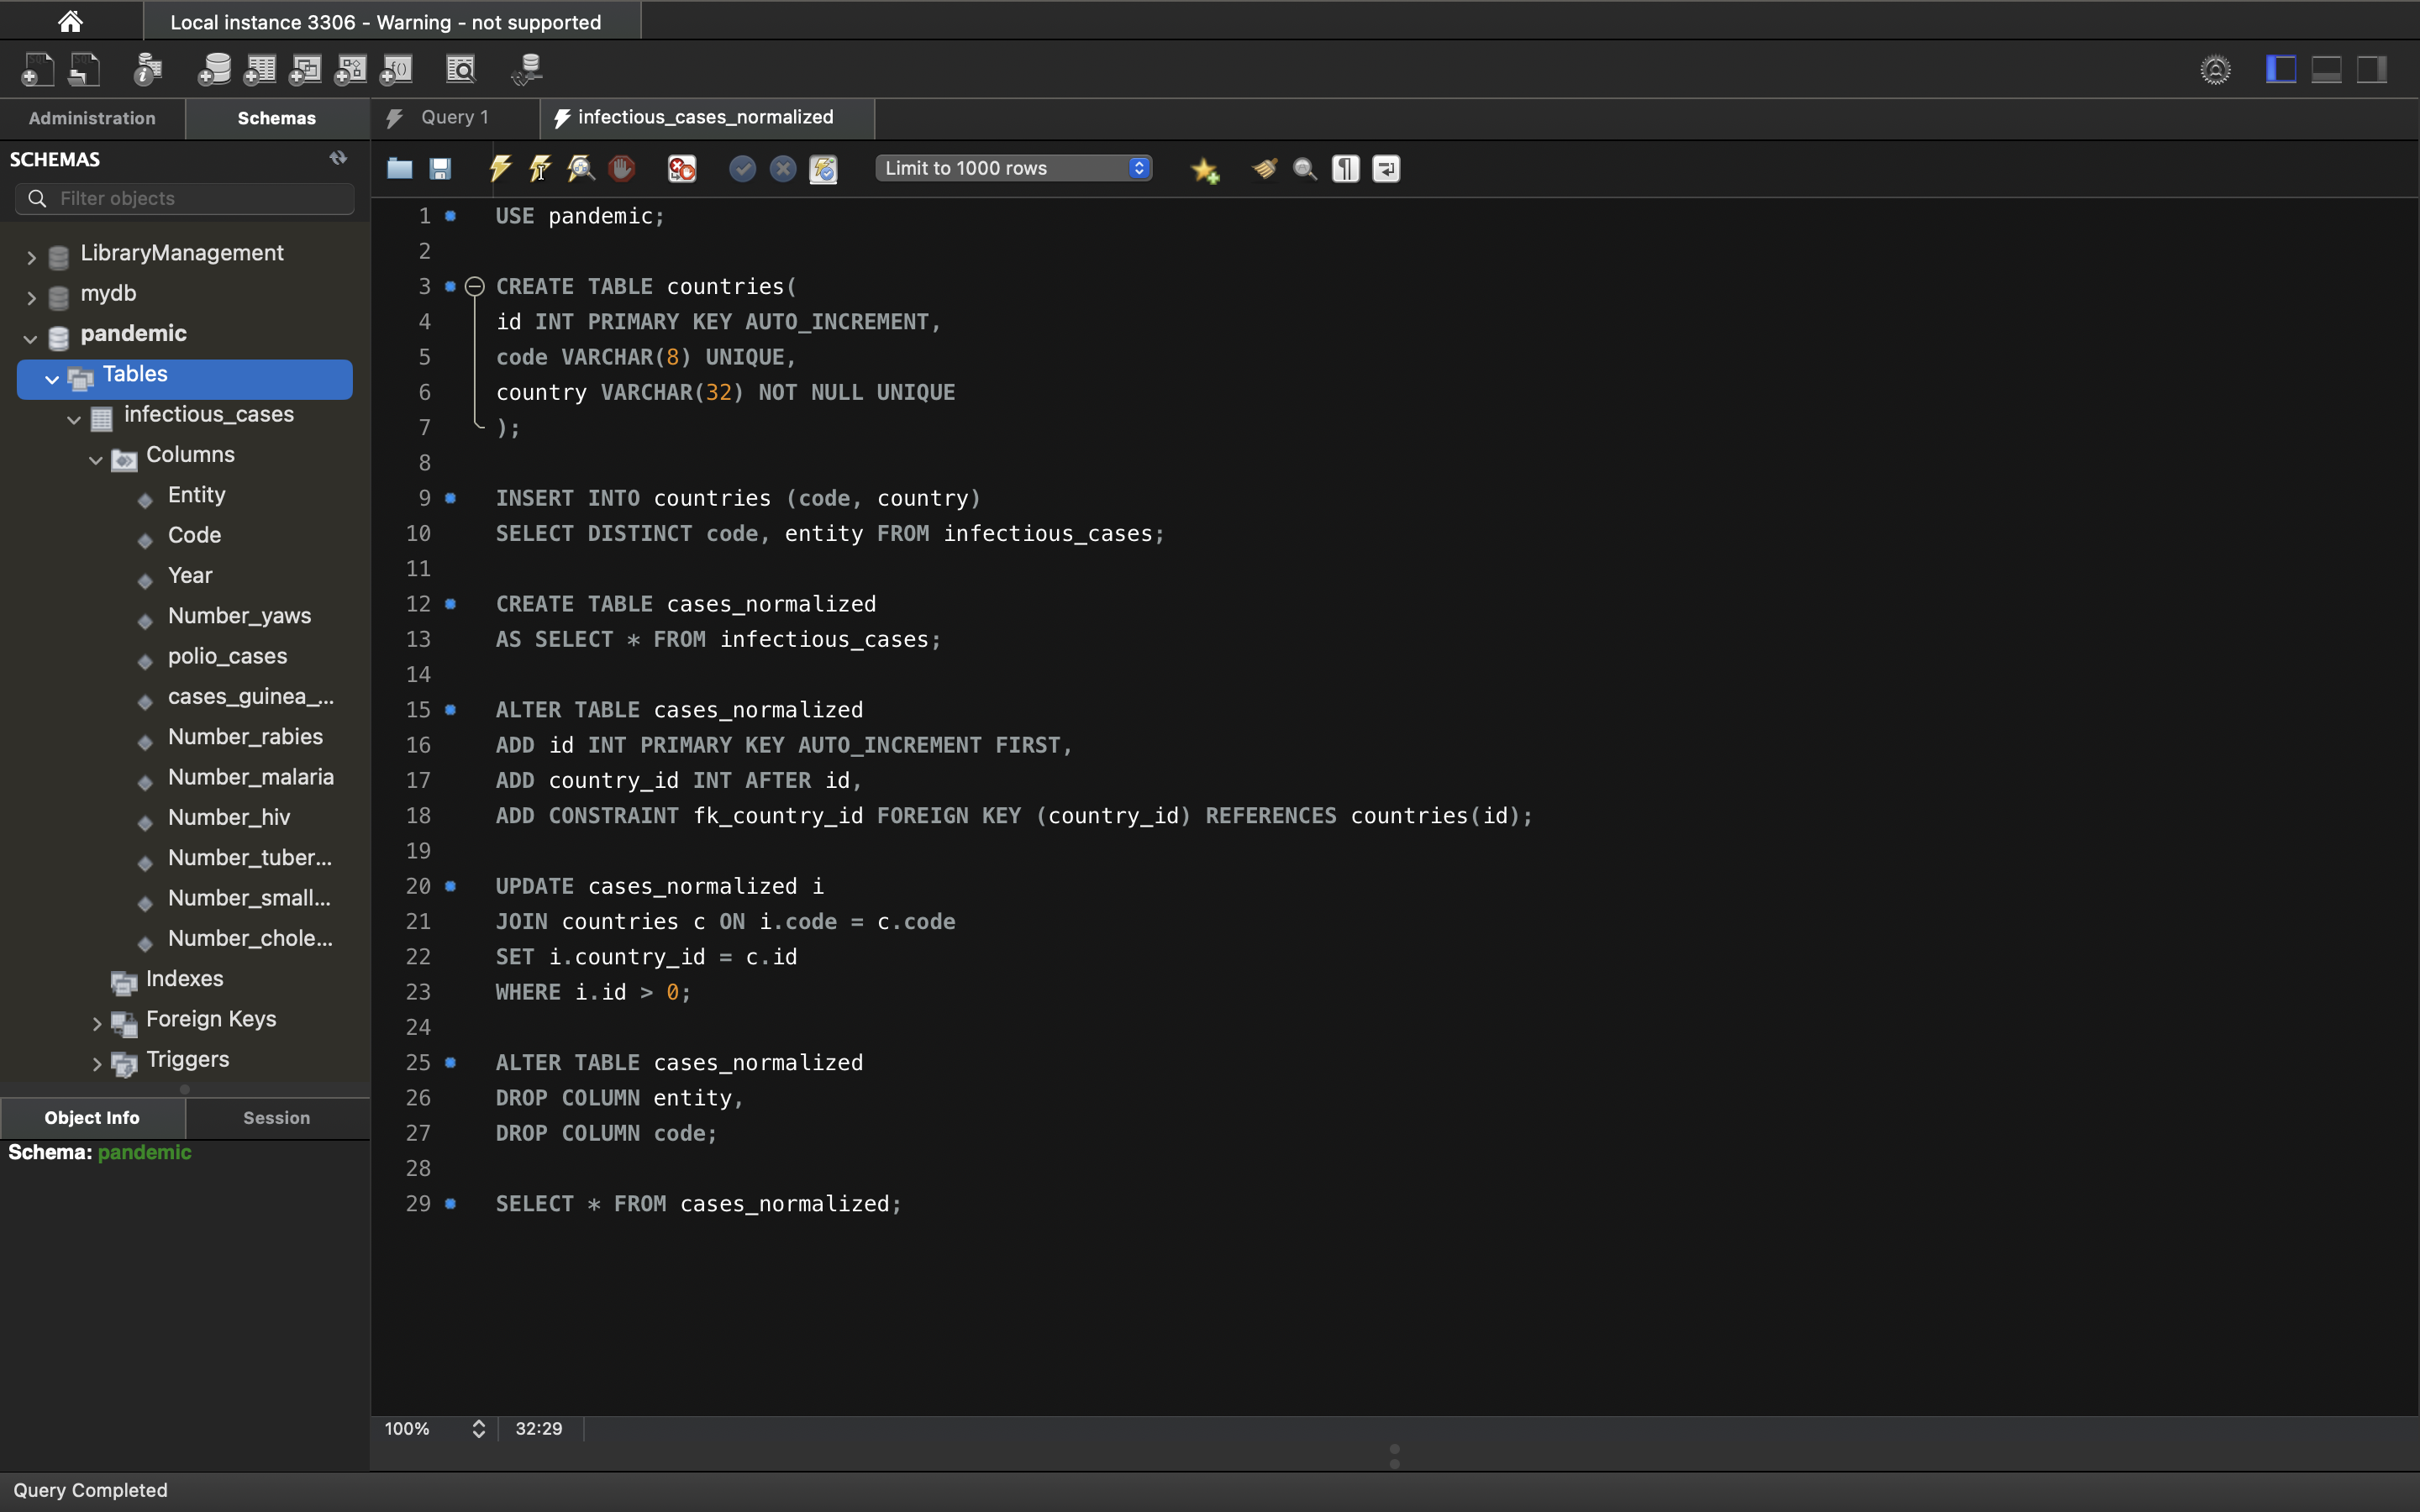 Local instance 3306 - Warning - not supported
Administration
Schemas
Query 1
infectious_cases_normalized
SCHEMAS
Filter objects
Limit to 1000 rows
LibraryManagement
mydb
pandemic
Tables
infectious_cases
Columns
Entity
Code
Year
Number_yaws
polio_cases
cases_guinea_...
Number_rabies
Number_malaria
Number_hiv
Number_tuber...
Number_small...
Number_chole...
Indexes
Foreign Keys
Triggers
Object Info
Session
Schema: pandemic
1 USE pandemic;
2
3 CREATE TABLE countries(
4 id INT PRIMARY KEY AUTO_INCREMENT,
5 code VARCHAR(8) UNIQUE,
6 country VARCHAR(32) NOT NULL UNIQUE
7 );
8
9 INSERT INTO countries (code, country)
10 SELECT DISTINCT code, entity FROM infectious_cases;
11
12 CREATE TABLE cases_normalized
13 AS SELECT * FROM infectious_cases;
14
15 ALTER TABLE cases_normalized
16 ADD id INT PRIMARY KEY AUTO_INCREMENT FIRST,
17 ADD country_id INT AFTER id,
18 ADD CONSTRAINT fk_country_id FOREIGN KEY (country_id) REFERENCES countries(id);
19
20 UPDATE cases_normalized i
21 JOIN countries c ON i.code = c.code
22 SET i.country_id = c.id
23 WHERE i.id > 0;
24
25 ALTER TABLE cases_normalized
26 DROP COLUMN entity,
27 DROP COLUMN code;
28
29 SELECT * FROM cases_normalized;
100%
32:29
Query Completed